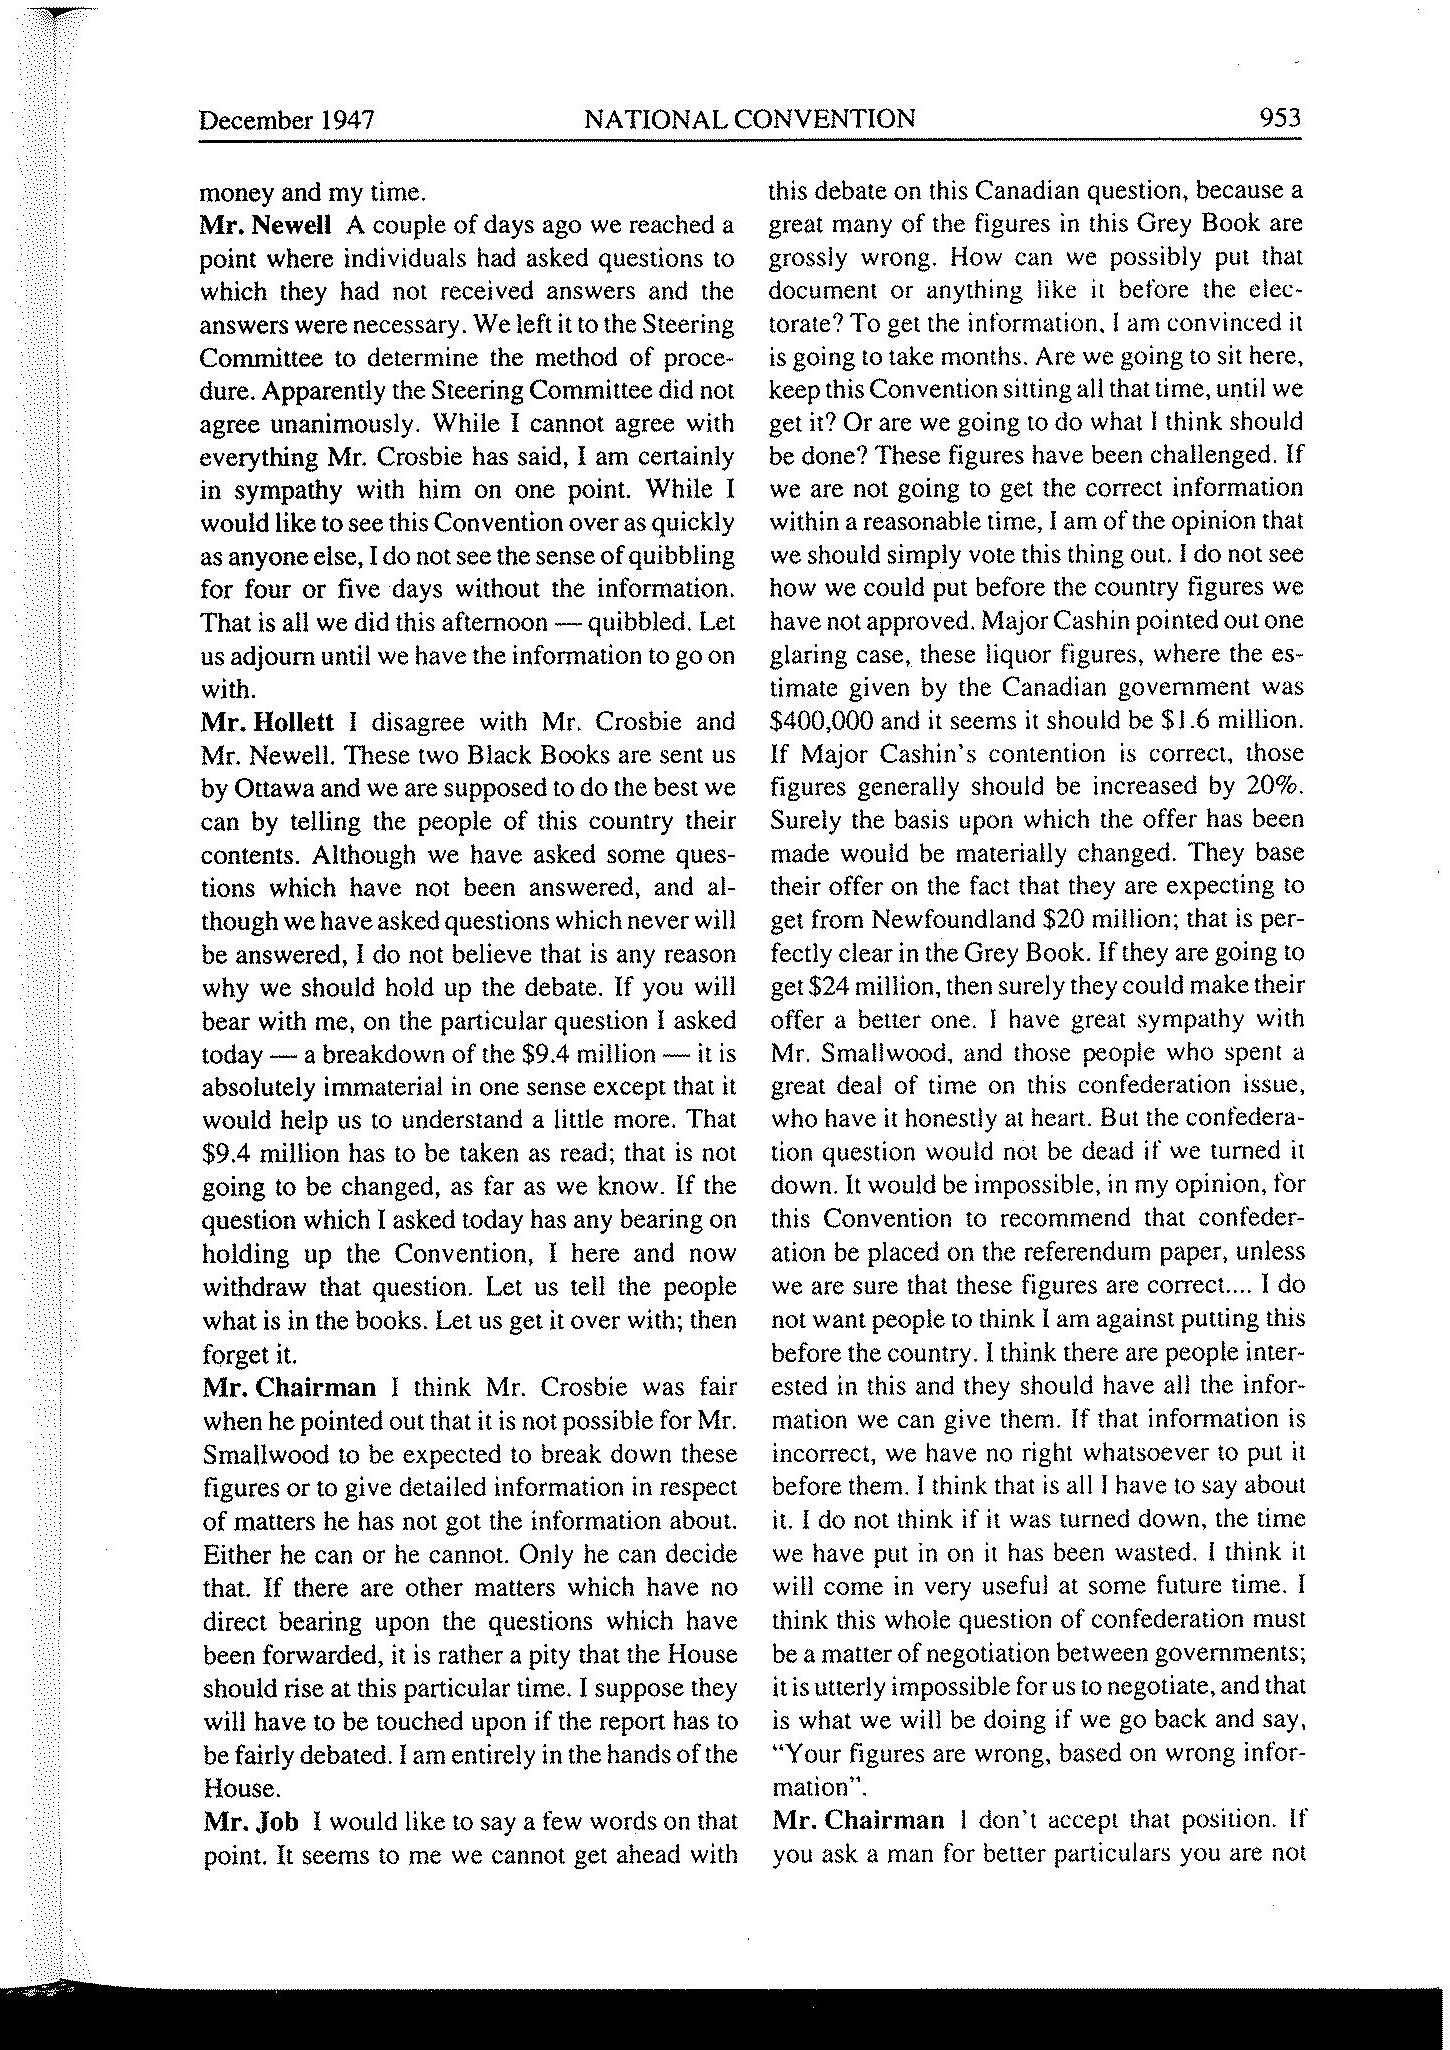 December 1947 NATIONAL CONVENTION 953
money and my time.
Mr. Newell A couple of days ago we reached a
point where individuals had asked questions to
which they had not received answers and the
answers were necessary. We left it to the Steering
Committee to determine the method of proce-
dure. Apparently the Steering Committee did not
agree unanimously. While I cannot agree with
everything Mr. Crosbie has said, I am certainly
in sympathy with him on one point. While I
would like to see this Convention over as quickly
as anyone else, I do not see the sense of quibbling
for four or five days without the information.
That is all we did this afternoon — quibbled. Let
us adjourn until we have the information to go on
with.
Mr. Hollett I disagree with Mr. Crosbie and
Mr. Newell. These two Black Books are sent us
by Ottawa and we are supposed to do the best we
can by telling the people of this country their
contents. Although we have asked some ques-
tions which have not been answered, and al-
though we have asked questions which never will
be answered, I do not believe that is any reason
why we should hold up the debate. If you will
bear with me, on the particular question I asked
today — a breakdown of the $9.4 million — it is
absolutely immaterial in one sense except that it
would help us to understand a little more. That
$9.4 million has to be taken as read; that is not
going to be changed, as far as we know. If the
question which I asked today has any bearing on
holding up the Convention, I here and now
withdraw that question. Let us tell the people
what is in the books. Let us get it over with; then
forget it.
Mr. Chairman I think Mr. Crosbie was fair
when he pointed out that it is not possible for Mr.
Smallwood to be expected to break down these
figures or to give detailed information in respect
of matters he has not got the information about.
Either he can or he cannot. Only he can decide
that. If there are other matters which have no
direct bearing upon the questions which have
been forwarded, it is rather a pity that the House
should rise at this particular time. I suppose they
will have to be touched upon if the report has to
be fairly debated. I am entirely in the hands of the
House.
Mr. Job I would like to say a few words on that
point. It seems to me we cannot get ahead with
this debate on this Canadian question, because a
great many of the figures in this Grey Book are
grossly wrong. How can we possibly put that
document or anything like it before the elec-
torate? To get the information, I am convinced it
is going to take months. Are we going to sit here,
keep this Convention sitting all that time, until we
get it? Or are we going to do what I think should
be done? These figures have been challenged. If
we are not going to get the correct information
within a reasonable time, I am of the opinion that
we should simply vote this thing out. I do not see
how we could put before the country figures we
have not approved. Major Cashin pointed out one
glaring case, these liquor figures, where the es-
timate given by the Canadian government was
$400,000 and it seems it should be $1.6 million.
If Major Cashin's contention is correct, those
figures generally should be increased by 20%.
Surely the basis upon which the offer has been
made would be materially changed. They base
their offer on the fact that they are expecting to
get from Newfoundland $20 million; that is per-
fectly clear in the Grey Book. If they are going to
get $24 million, then surely they could make their
offer a better one. I have great sympathy with
Mr. Smallwood, and those people who spent a
great deal of time on this confederation issue,
who have it honestly at heart. But the confedera-
tion question would not be dead if we turned it
down. It would be impossible, in my opinion, for
this Convention to recommend that confeder-
ation be placed on the referendum paper, unless
we are sure that these figures are correct.... I do
not want people to think I am against putting this
before the country. I think there are people inter-
ested in this and they should have all the infor-
mation we can give them. If that information is
incorrect, we have no right whatsoever to put it
before them. I think that is all I have to say about
it. I do not think if it was turned down, the time
we have put in on it has been wasted. I think it
will come in very useful at some future time. I
think this whole question of confederation must
be a matter of negotiation between governments;
it is utterly impossible for us to negotiate, and that
is what we will be doing if we go back and say,
"Your figures are wrong, based on wrong infor-
mation".
Mr. Chairman I don't accept that position. If
you ask a man for better particulars you are not